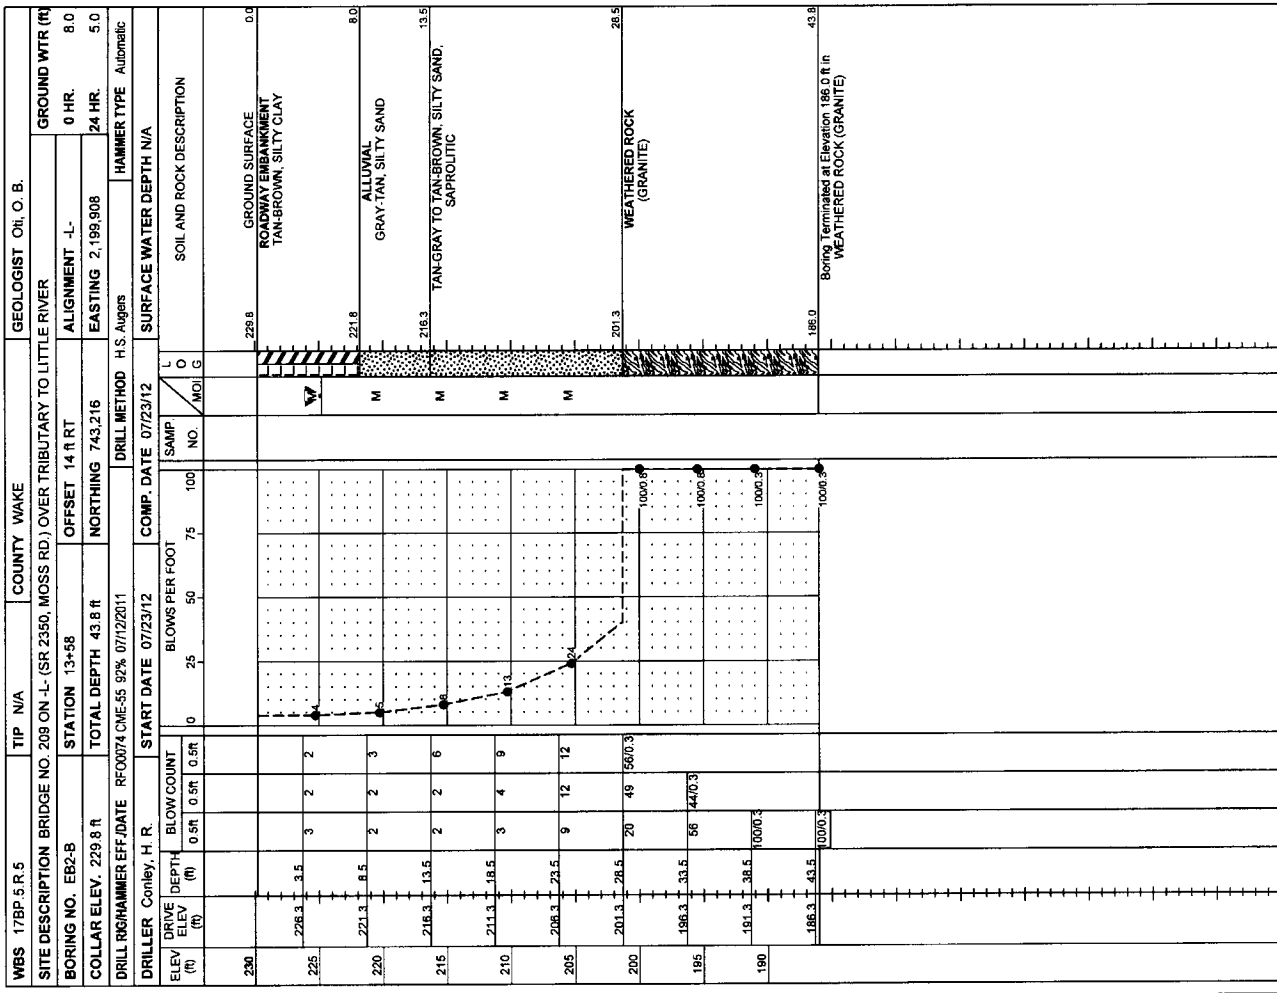 WBS 17BP.5.R.5 TIP N/A COUNTY WAKE GEOLOGIST Oti, O. B.
SITE DESCRIPTION BRIDGE NO. 209 ON -L- (SR 2350, MOSS RD.) OVER TRIBUTARY TO LITTLE RIVER GROUND WTR (ft)
BORING NO. EB2-B STATION 13+58 OFFSET 14 ft RT ALIGNMENT -L- 0 HR. 8.0
COLLAR ELEV. 229.8 ft TOTAL DEPTH 43.8 ft NORTHING 743,216 EASTING 2,199,908 24 HR. 5.0
DRILL RIG/HAMMER EFF./DATE RFO0074 CME-55 92% 07/12/2011 DRILL METHOD H.S. Augers HAMMER TYPE Automatic
DRILLER Conley, H. R. START DATE 07/23/12 COMP. DATE 07/23/12 SURFACE WATER DEPTH N/A
ELEV (ft) DRIVE ELEV (ft) DEPTH (ft) BLOW COUNT BLOWS PER FOOT SAMP. NO. MOI LOG SOIL AND ROCK DESCRIPTION
0.5ft 0.5ft 0.5ft 0 25 50 75 100
230
229.8 GROUND SURFACE 0.0
ROADWAY EMBANKMENT
TAN-BROWN, SILTY CLAY
226.3 3.5 3 2 2
225 4
221.8 8.0
221.3 8.5 2 2 3 M
ALLUVIAL
GRAY-TAN, SILTY SAND
220 5
216.3 13.5 2 2 6 M 216.3 13.5
TAN-GRAY TO TAN-BROWN, SILTY SAND,
SAPROLITIC
215 8
211.3 18.5 3 4 9 M
210 13
206.3 23.5 9 12 12 M
205 24
201.3 28.5 20 49 56/0.3 201.3 28.5
WEATHERED ROCK
(GRANITE)
200 100/0.8
196.3 33.5 56 44/0.3
195 100/0.8
191.3 38.5 100/0.3
190 100/0.3
186.3 43.5 100/0.3 100/0.3 186.0 43.8
Boring Terminated at Elevation 186.0 ft in
WEATHERED ROCK (GRANITE)